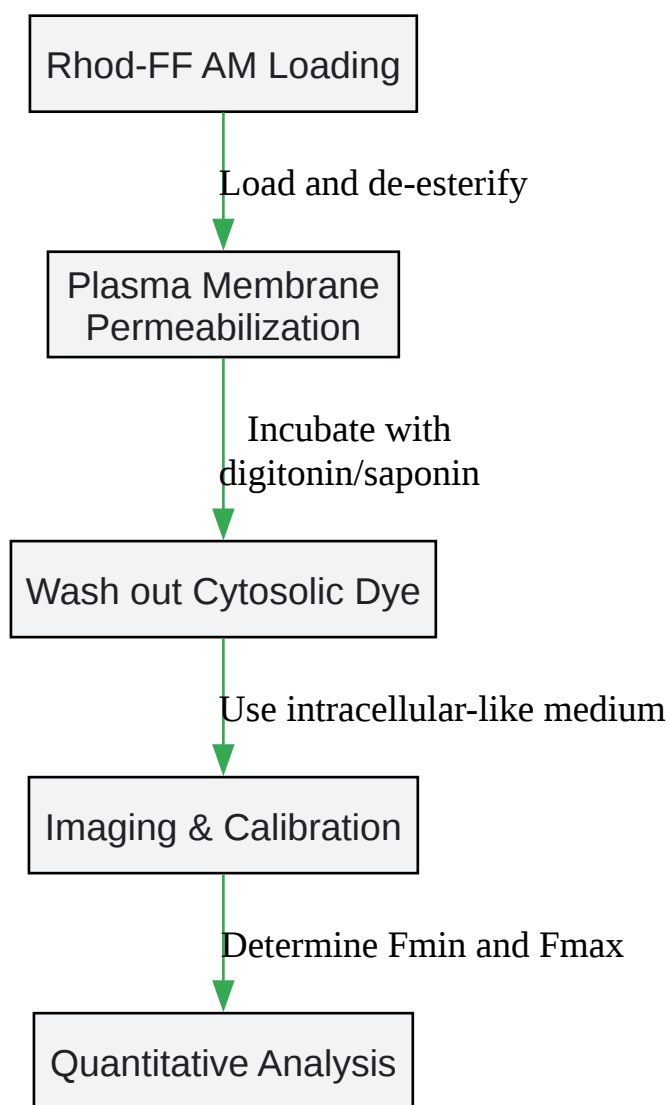 Rhod-FF AM Loading
Load and de-esterify
Plasma Membrane
Permeabilization
Incubate with
digitonin/saponin
Wash out Cytosolic Dye
Use intracellular-like medium
Imaging & Calibration
Determine Fmin and Fmax
Quantitative Analysis